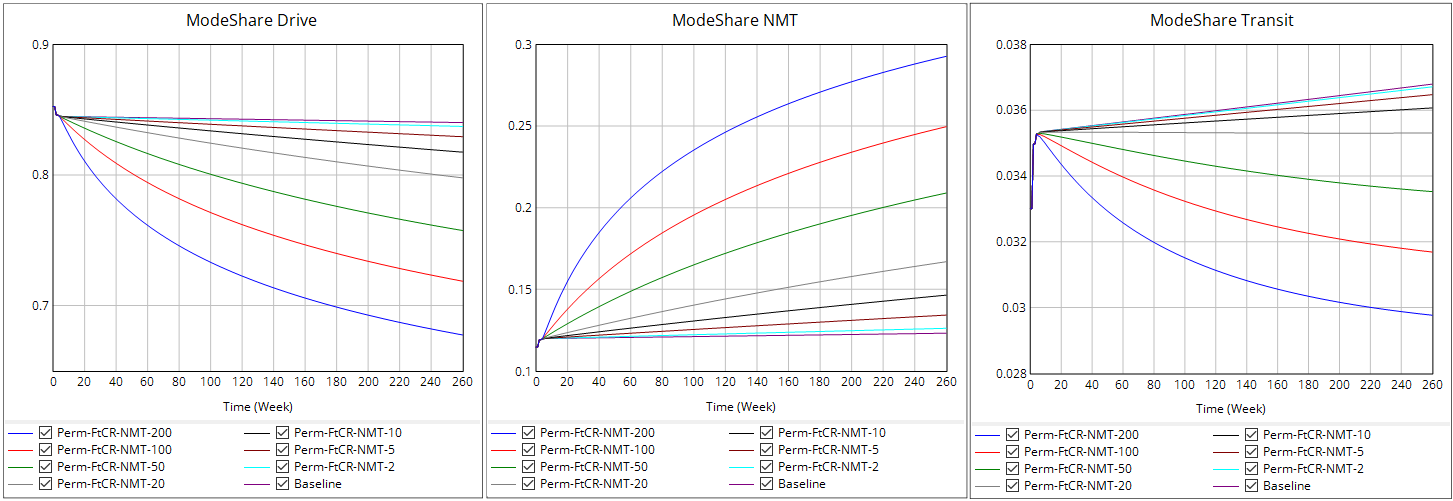 ModeShare Drive
0.9
0.8
0.7
0 20 40 60 80 100 120 140 160 180 200 220 240 260
Time (Week)
Perm-FtCR-NMT-200 Perm-FtCR-NMT-10
Perm-FtCR-NMT-100 Perm-FtCR-NMT-5
Perm-FtCR-NMT-50 Perm-FtCR-NMT-2
Perm-FtCR-NMT-20 Baseline
ModeShare NMT
0.3
0.25
0.2
0.15
0.1
0 20 40 60 80 100 120 140 160 180 200 220 240 260
Time (Week)
Perm-FtCR-NMT-200 Perm-FtCR-NMT-10
Perm-FtCR-NMT-100 Perm-FtCR-NMT-5
Perm-FtCR-NMT-50 Perm-FtCR-NMT-2
Perm-FtCR-NMT-20 Baseline
ModeShare Transit
0.038
0.036
0.034
0.032
0.03
0.028
0 20 40 60 80 100 120 140 160 180 200 220 240 260
Time (Week)
Perm-FtCR-NMT-200 Perm-FtCR-NMT-10
Perm-FtCR-NMT-100 Perm-FtCR-NMT-5
Perm-FtCR-NMT-50 Perm-FtCR-NMT-2
Perm-FtCR-NMT-20 Baseline